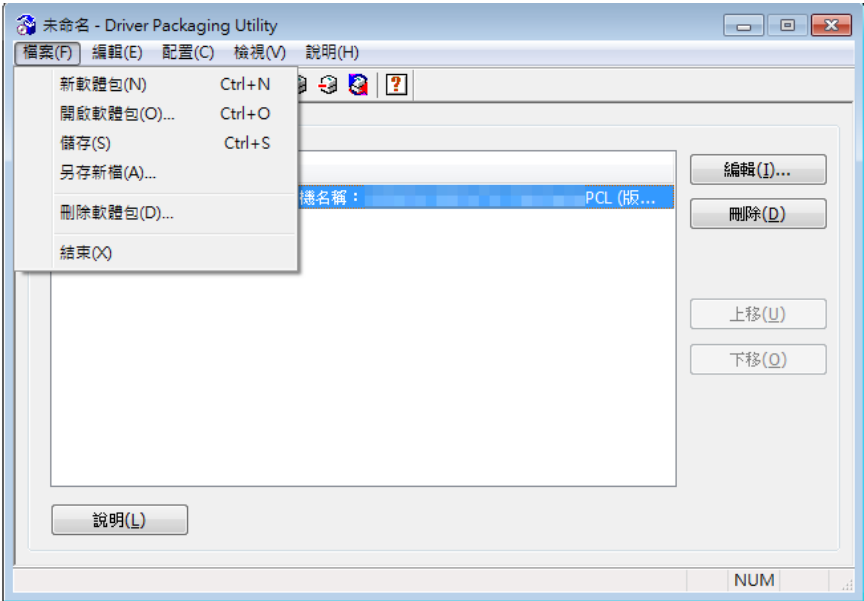 未命名 - Driver Packaging Utility
檔案(F) 編輯(E) 配置(C) 檢視(V) 說明(H)
新軟體包(N) Ctrl+N
開啟軟體包(O)... Ctrl+O
儲存(S) Ctrl+S
另存新檔(A)...
刪除軟體包(D)...
結束(X)
機名稱： PCL (版...
編輯(I)...
刪除(D)
上移(U)
下移(O)
說明(L)
NUM